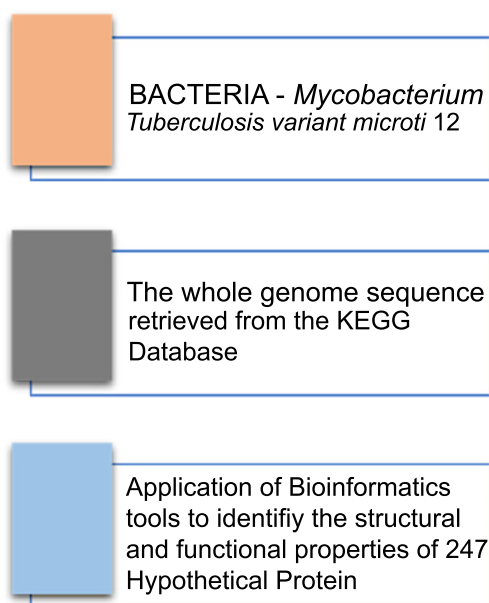 BACTERIA - Mycobacterium
Tuberculosis variant microti 12
The whole genome sequence
retrieved from the KEGG
Database
Application of Bioinformatics
tools to identifiy the structural
and functional properties of 247
Hypothetical Protein